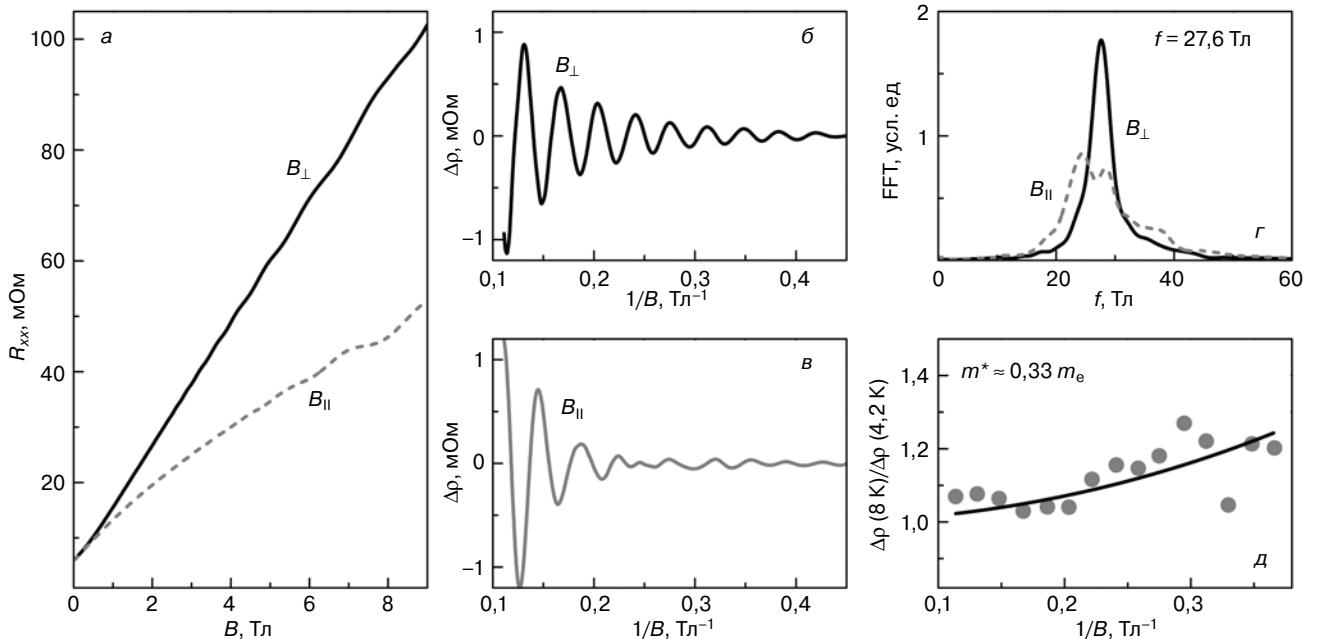 а
100
80
60
40
20
0
2
4
6
8
R_xx, мОм
B, Тл
B⊥
B||
б
1
0
−1
0,1
0,2
0,3
0,4
Δρ, мОм
1/B, Тл⁻¹
B⊥
в
1
0
−1
0,1
0,2
0,3
0,4
Δρ, мОм
1/B, Тл⁻¹
B||
f = 27,6 Тл
2
1
0
20
40
60
FFT, усл. ед
f, Тл
B⊥
B||
г
m* ≈ 0,33 mₑ
1,4
1,2
1,0
0,1
0,2
0,3
Δρ (8 K)/Δρ (4,2 K)
1/B, Тл⁻¹
д